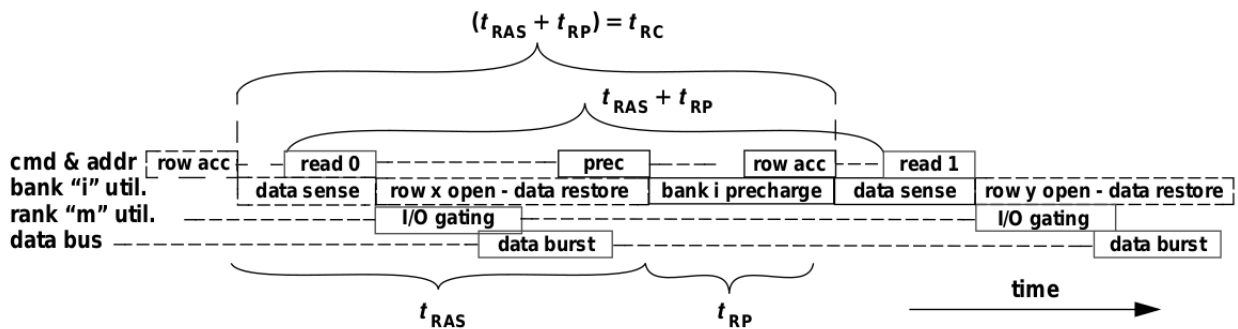 (tRAS + tRP) = tRC
tRAS + tRP
cmd & addr row acc read 0 prec row acc read 1
bank “i” util. data sense row x open - data restore bank i precharge data sense row y open - data restore
rank “m” util. I/O gating I/O gating
data bus data burst data burst
tRAS tRP time